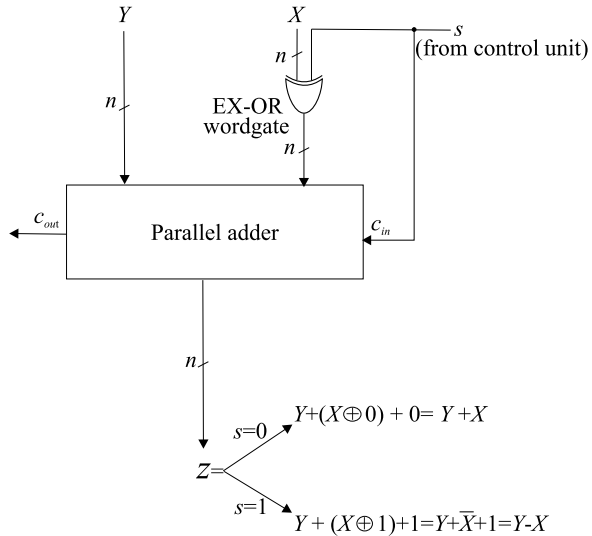 Y
X
s
(from control unit)
n
n
EX-OR
wordgate
n
c_out
Parallel adder
c_in
n
s=0
Y+(X⊕0) + 0= Y +X
Z=
s=1
Y + (X⊕1)+1=Y+X̅+1=Y-X